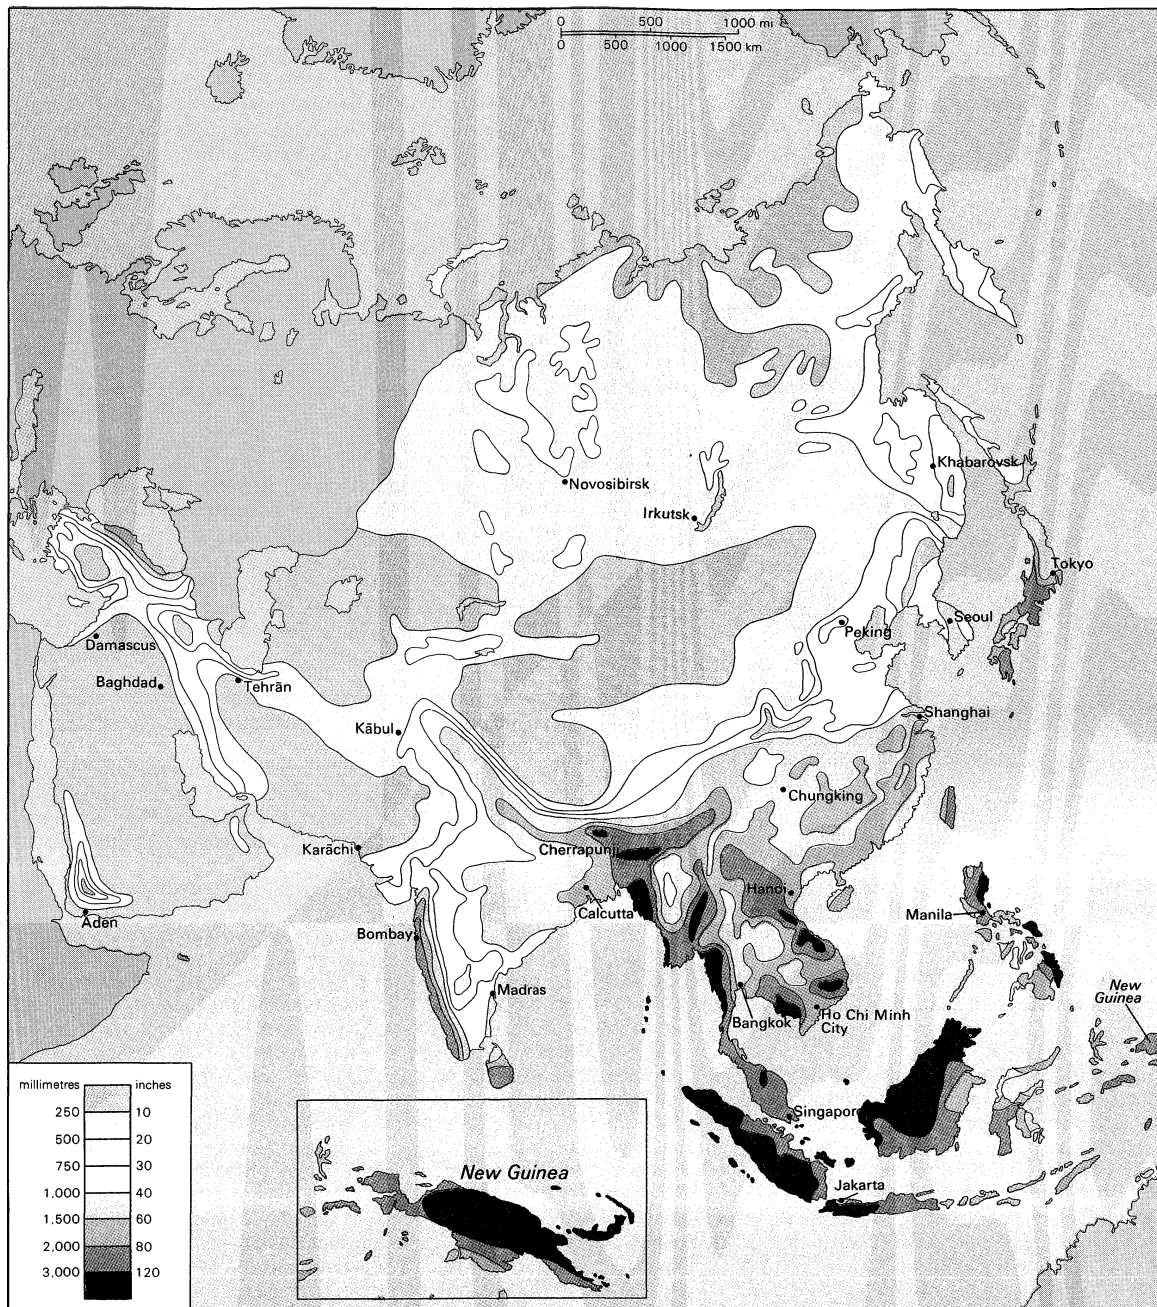 0 500 1000 mi
0 500 1000 1500 km
Khabarovsk
Novosibirsk
Irkutsk
Tokyo
Seoul
Peking
Damascus
Baghdad
Tehrān
Shanghai
Kābul
Chungking
Karāchi
Cherrapunji
Hanoi
Calcutta
Manila
Aden
Bombay
Madras
New
Guinea
Bangkok
Ho Chi Minh
City
millimetres inches
250 10
500 20
750 30
1,000 40
1,500 60
2,000 80
3,000 120
Singapore
New Guinea
Jakarta